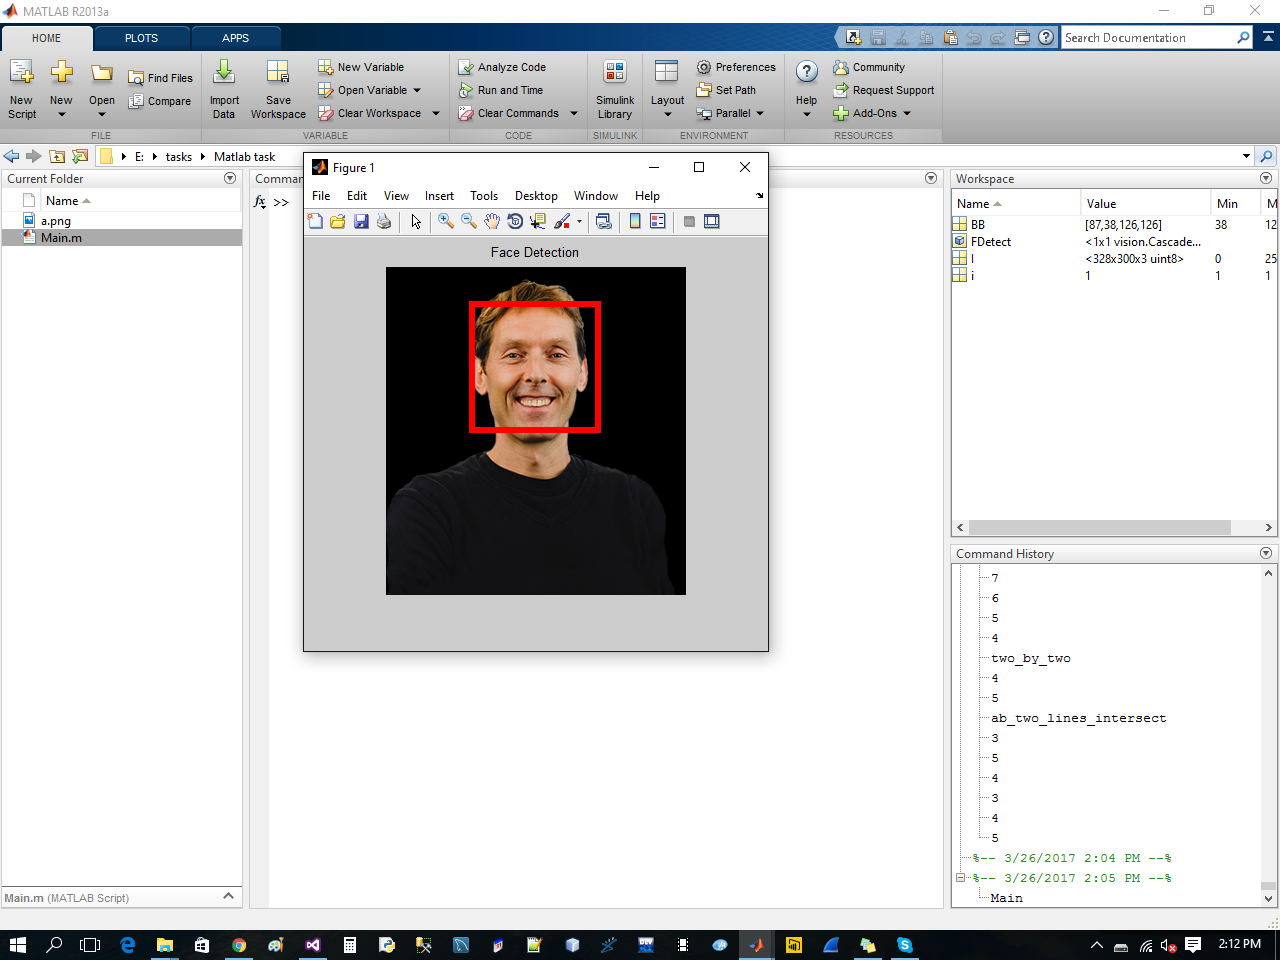 MATLAB R2013a
HOME PLOTS APPS Search Documentation
New Script New Open Find Files Compare
Import Data Save Workspace New Variable Open Variable Clear Workspace
Analyze Code Run and Time Clear Commands
Simulink Library Layout Preferences Set Path Parallel
Help Community Request Support Add-Ons
FILE VARIABLE CODE SIMULINK ENVIRONMENT RESOURCES
E: tasks Matlab task
Current Folder
Name
a.png
Main.m
Main.m (MATLAB Script)
Comman
fx >>
Figure 1
File Edit View Insert Tools Desktop Window Help
Face Detection
Workspace
Name Value Min M
BB [87,38,126,126] 38 12
FDetect <1x1 vision.Cascade...
I <328x300x3 uint8> 0 25
i 1 1 1
Command History
7
6
5
4
two_by_two
4
5
ab_two_lines_intersect
3
5
4
3
4
5
%-- 3/26/2017 2:04 PM --%
%-- 3/26/2017 2:05 PM --%
Main
2:12 PM